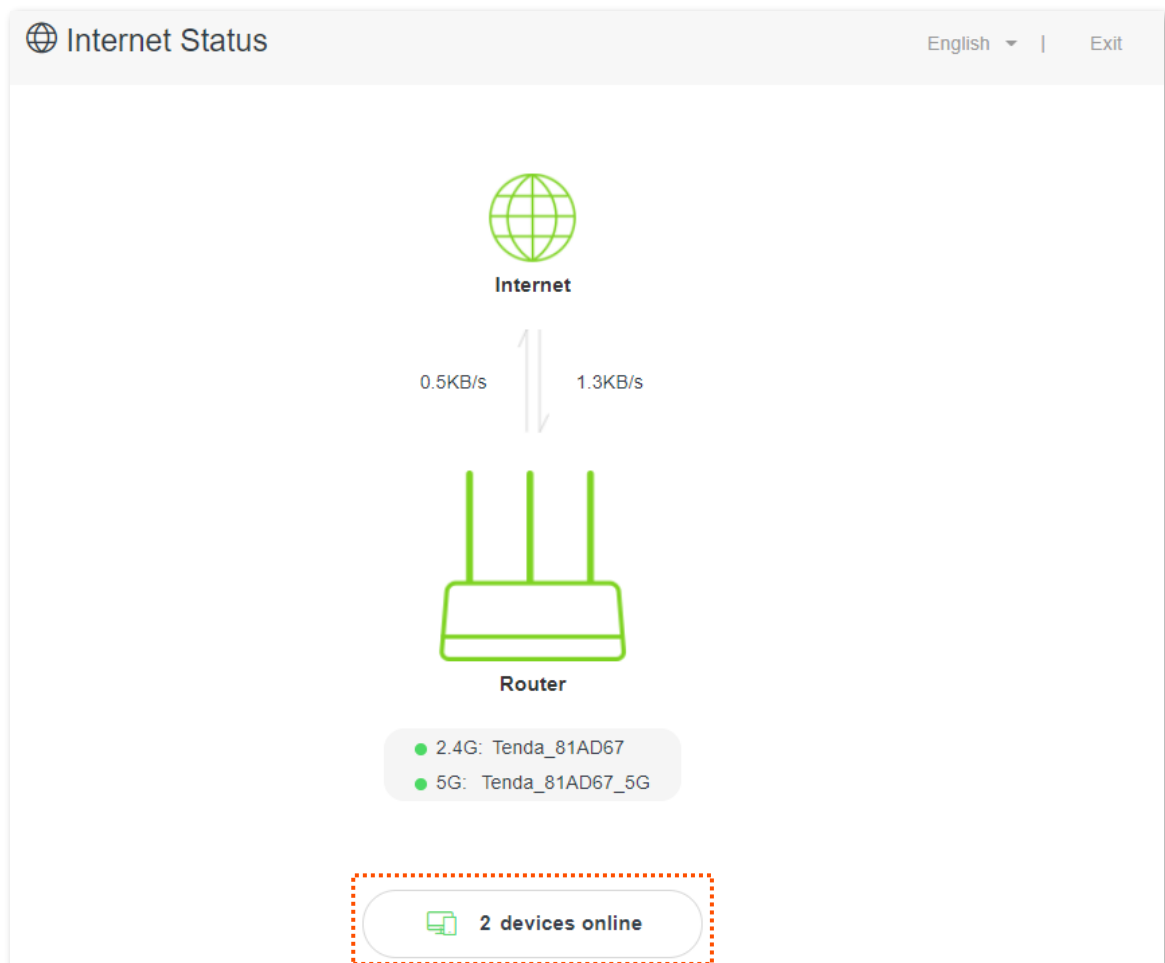 Internet Status
English | Exit
Internet
0.5KB/s 1.3KB/s
Router
2.4G: Tenda_81AD67
5G: Tenda_81AD67_5G
2 devices online